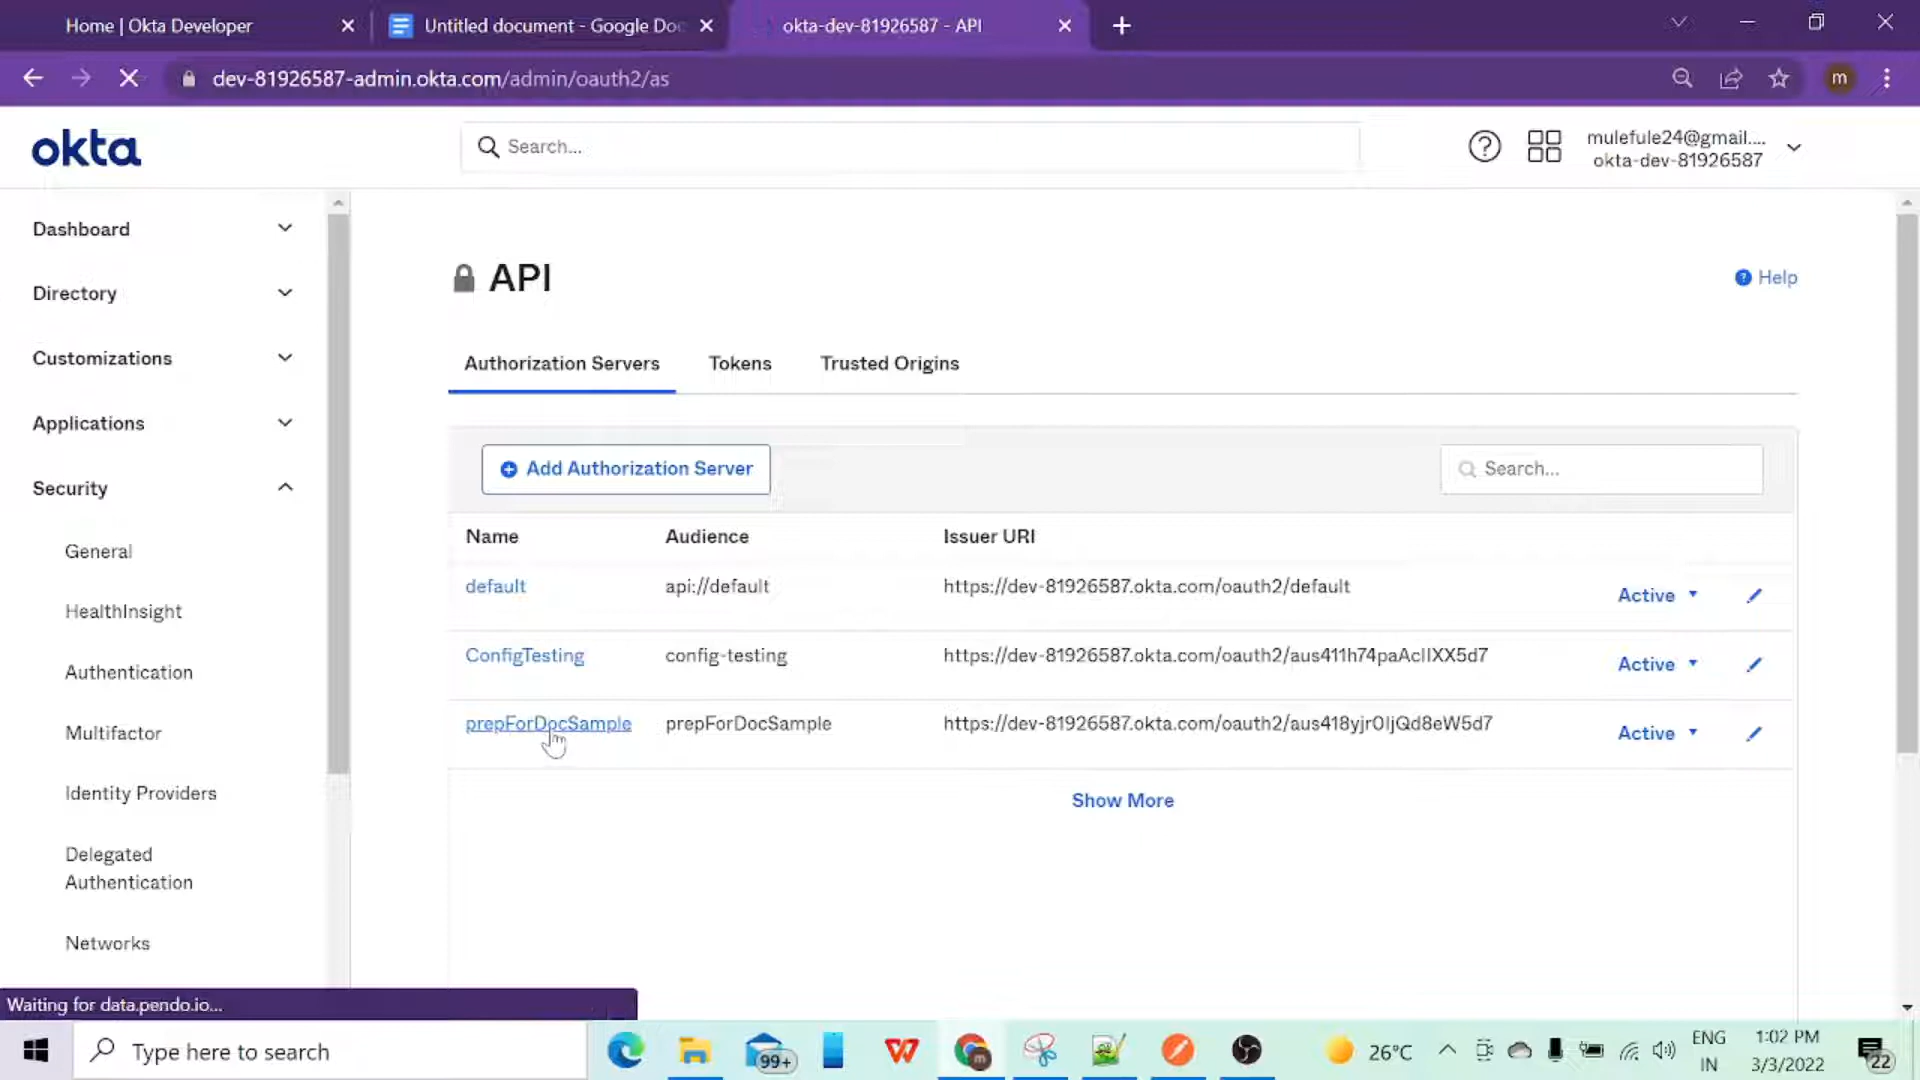 Home | Okta Developer
Untitled document - Google Doc
okta-dev-81926587 - API
dev-81926587-admin.okta.com/admin/oauth2/as
m
okta
Search...
mulefule24@gmail....
okta-dev-81926587
Dashboard
Directory
Customizations
Applications
Security
General
HealthInsight
Authentication
Multifactor
Identity Providers
Delegated
Authentication
Networks
API
Help
Authorization Servers Tokens Trusted Origins
Add Authorization Server
Search...
Name Audience Issuer URI
default api://default https://dev-81926587.okta.com/oauth2/default Active
ConfigTesting config-testing https://dev-81926587.okta.com/oauth2/aus411h74paAcIIXX5d7 Active
prepForDocSample prepForDocSample https://dev-81926587.okta.com/oauth2/aus418yjr0IjQd8eW5d7 Active
Show More
Waiting for data.pendo.io...
Type here to search
99+
m
26°C
ENG
IN
1:02 PM
3/3/2022
22